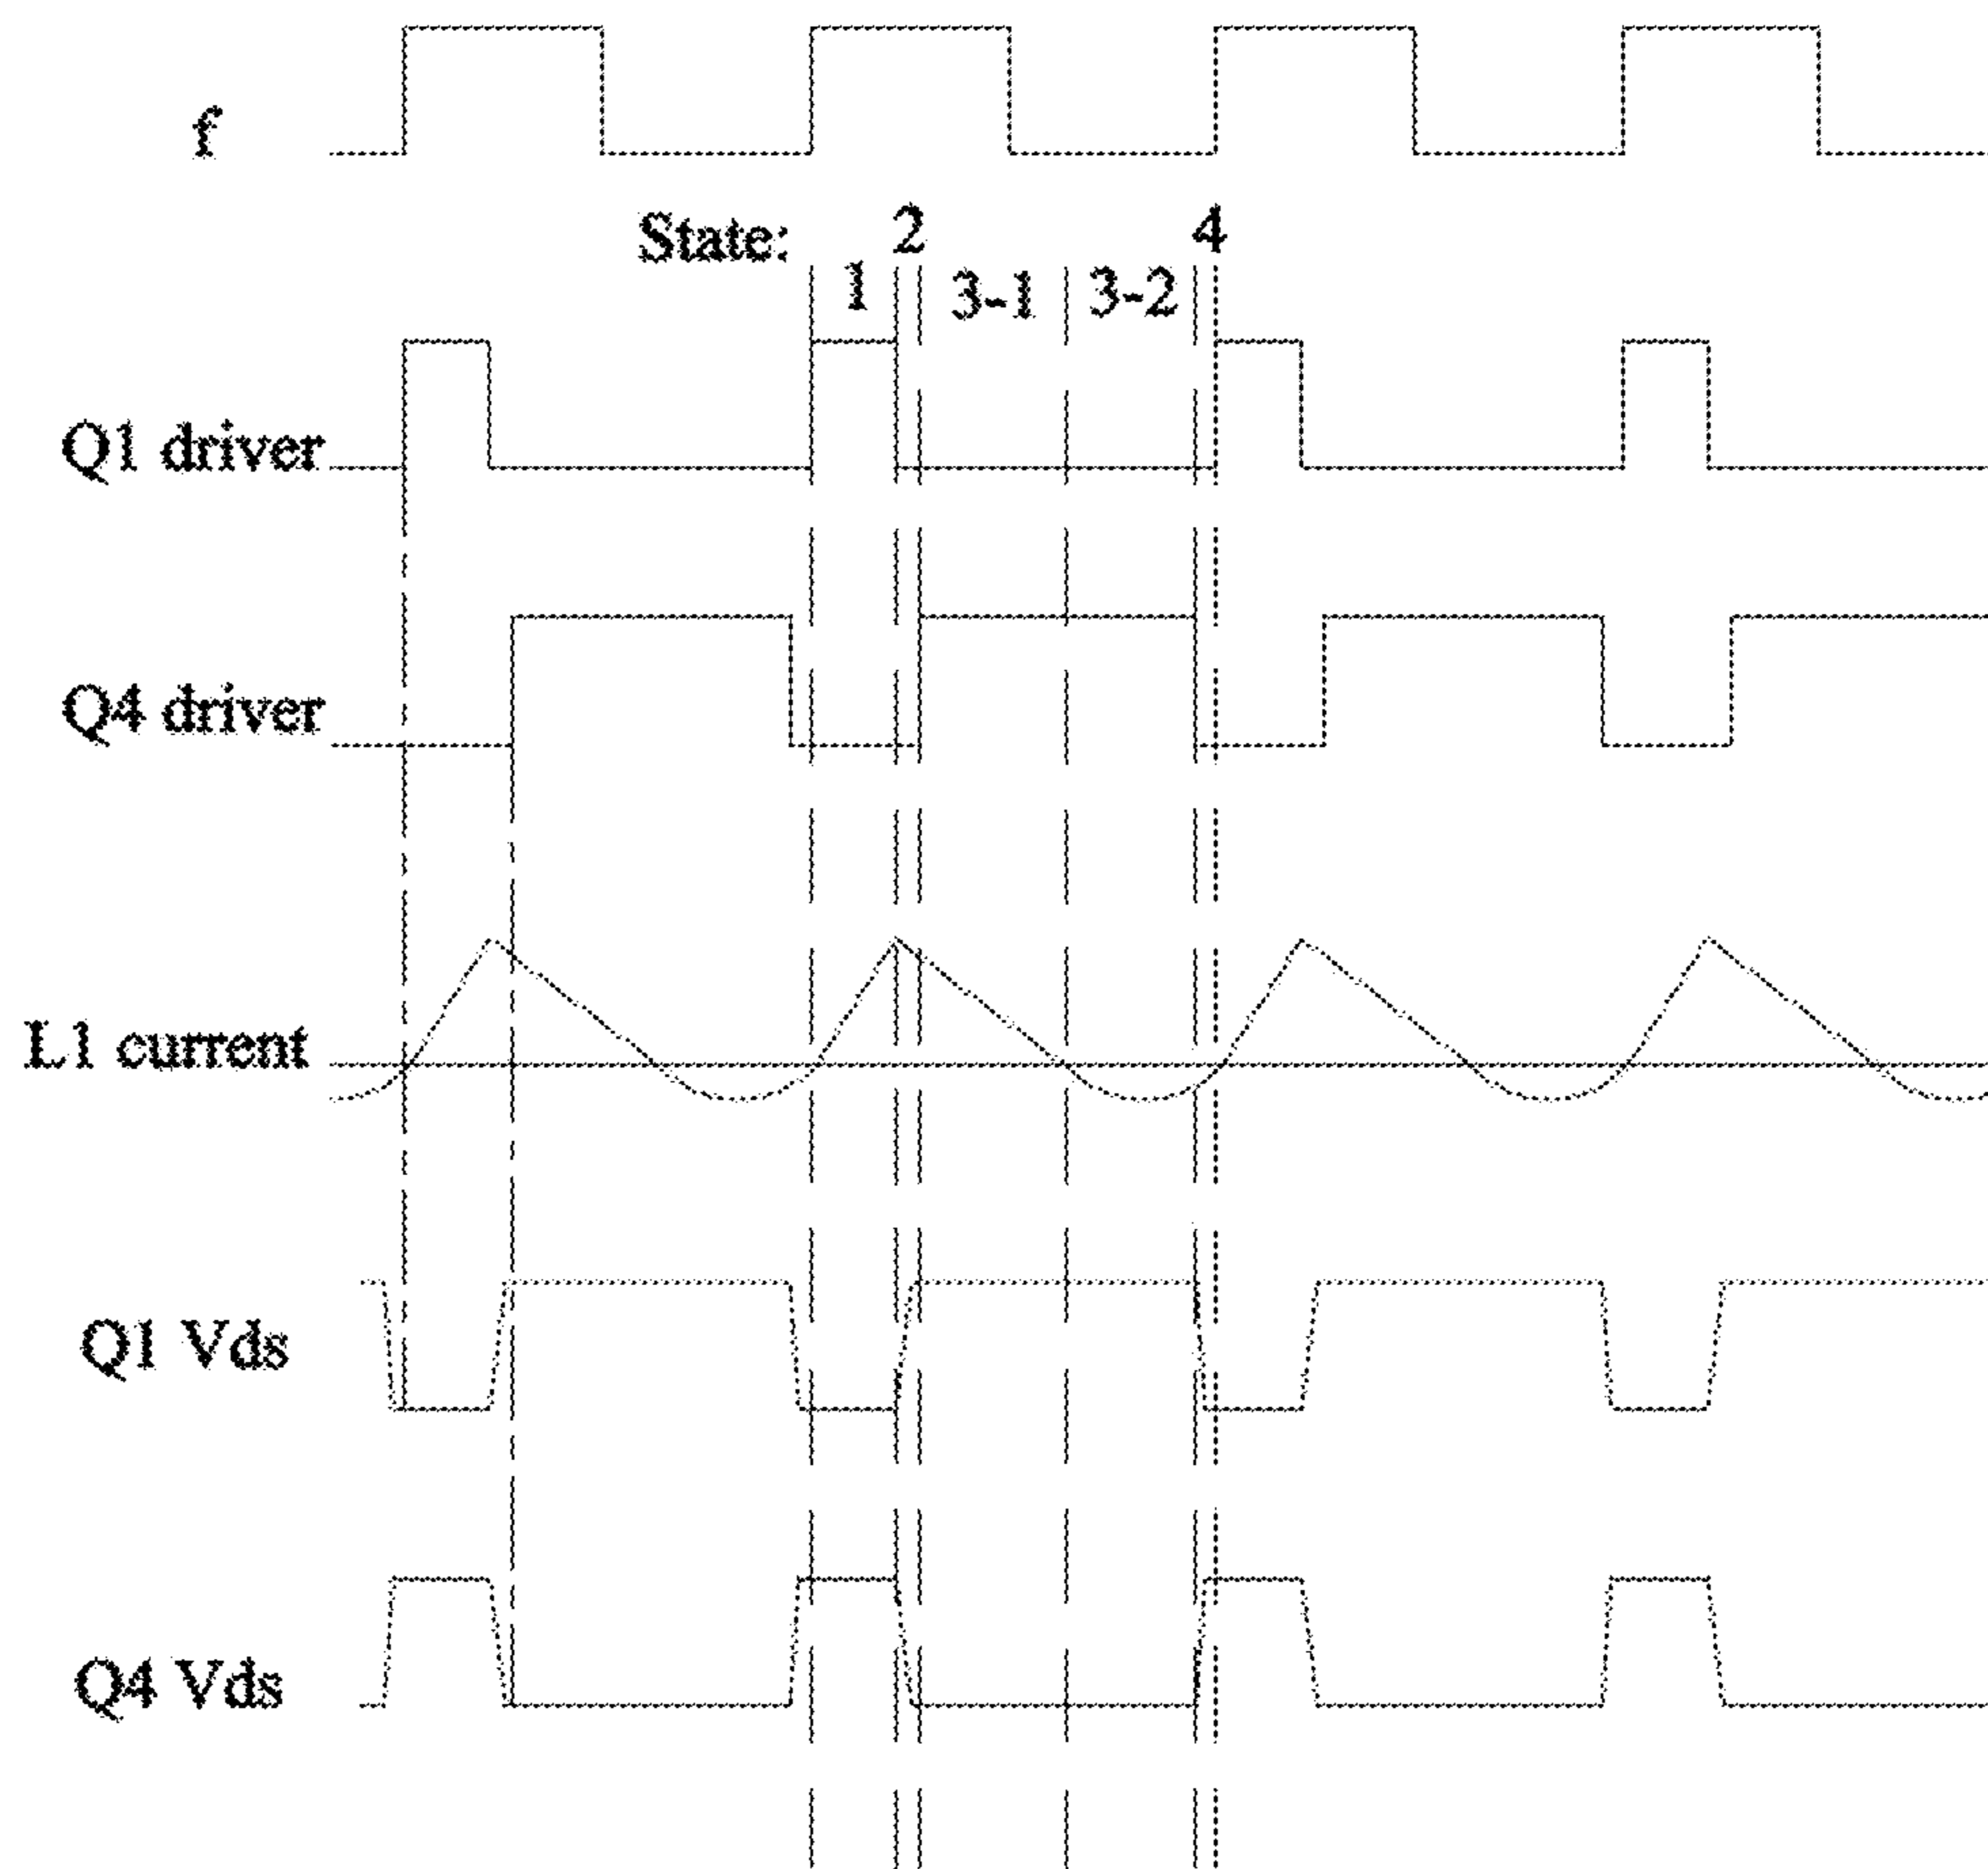 f
State:
2
4
1
3-1
3-2
Q1 driver
Q4 driver
L1 current
Q1 Vds
Q4 Vds